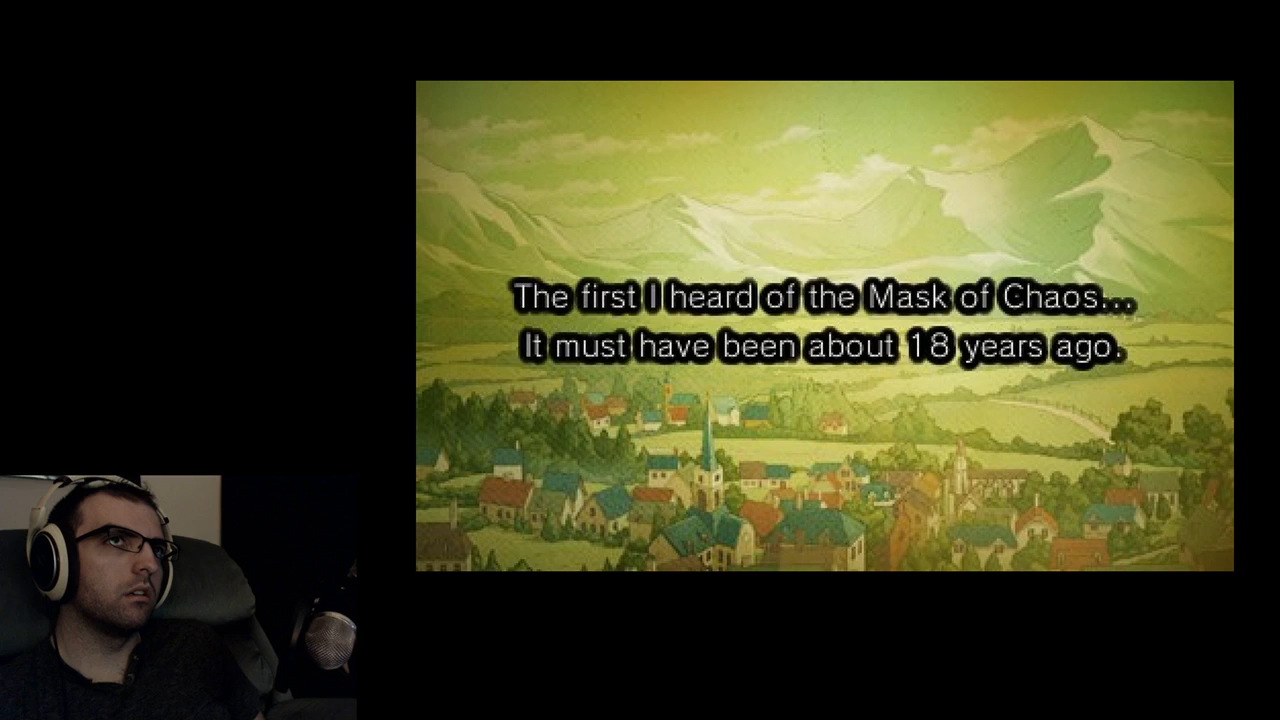 The first I heard of the Mask of Chaos...
It must have been about 18 years ago.